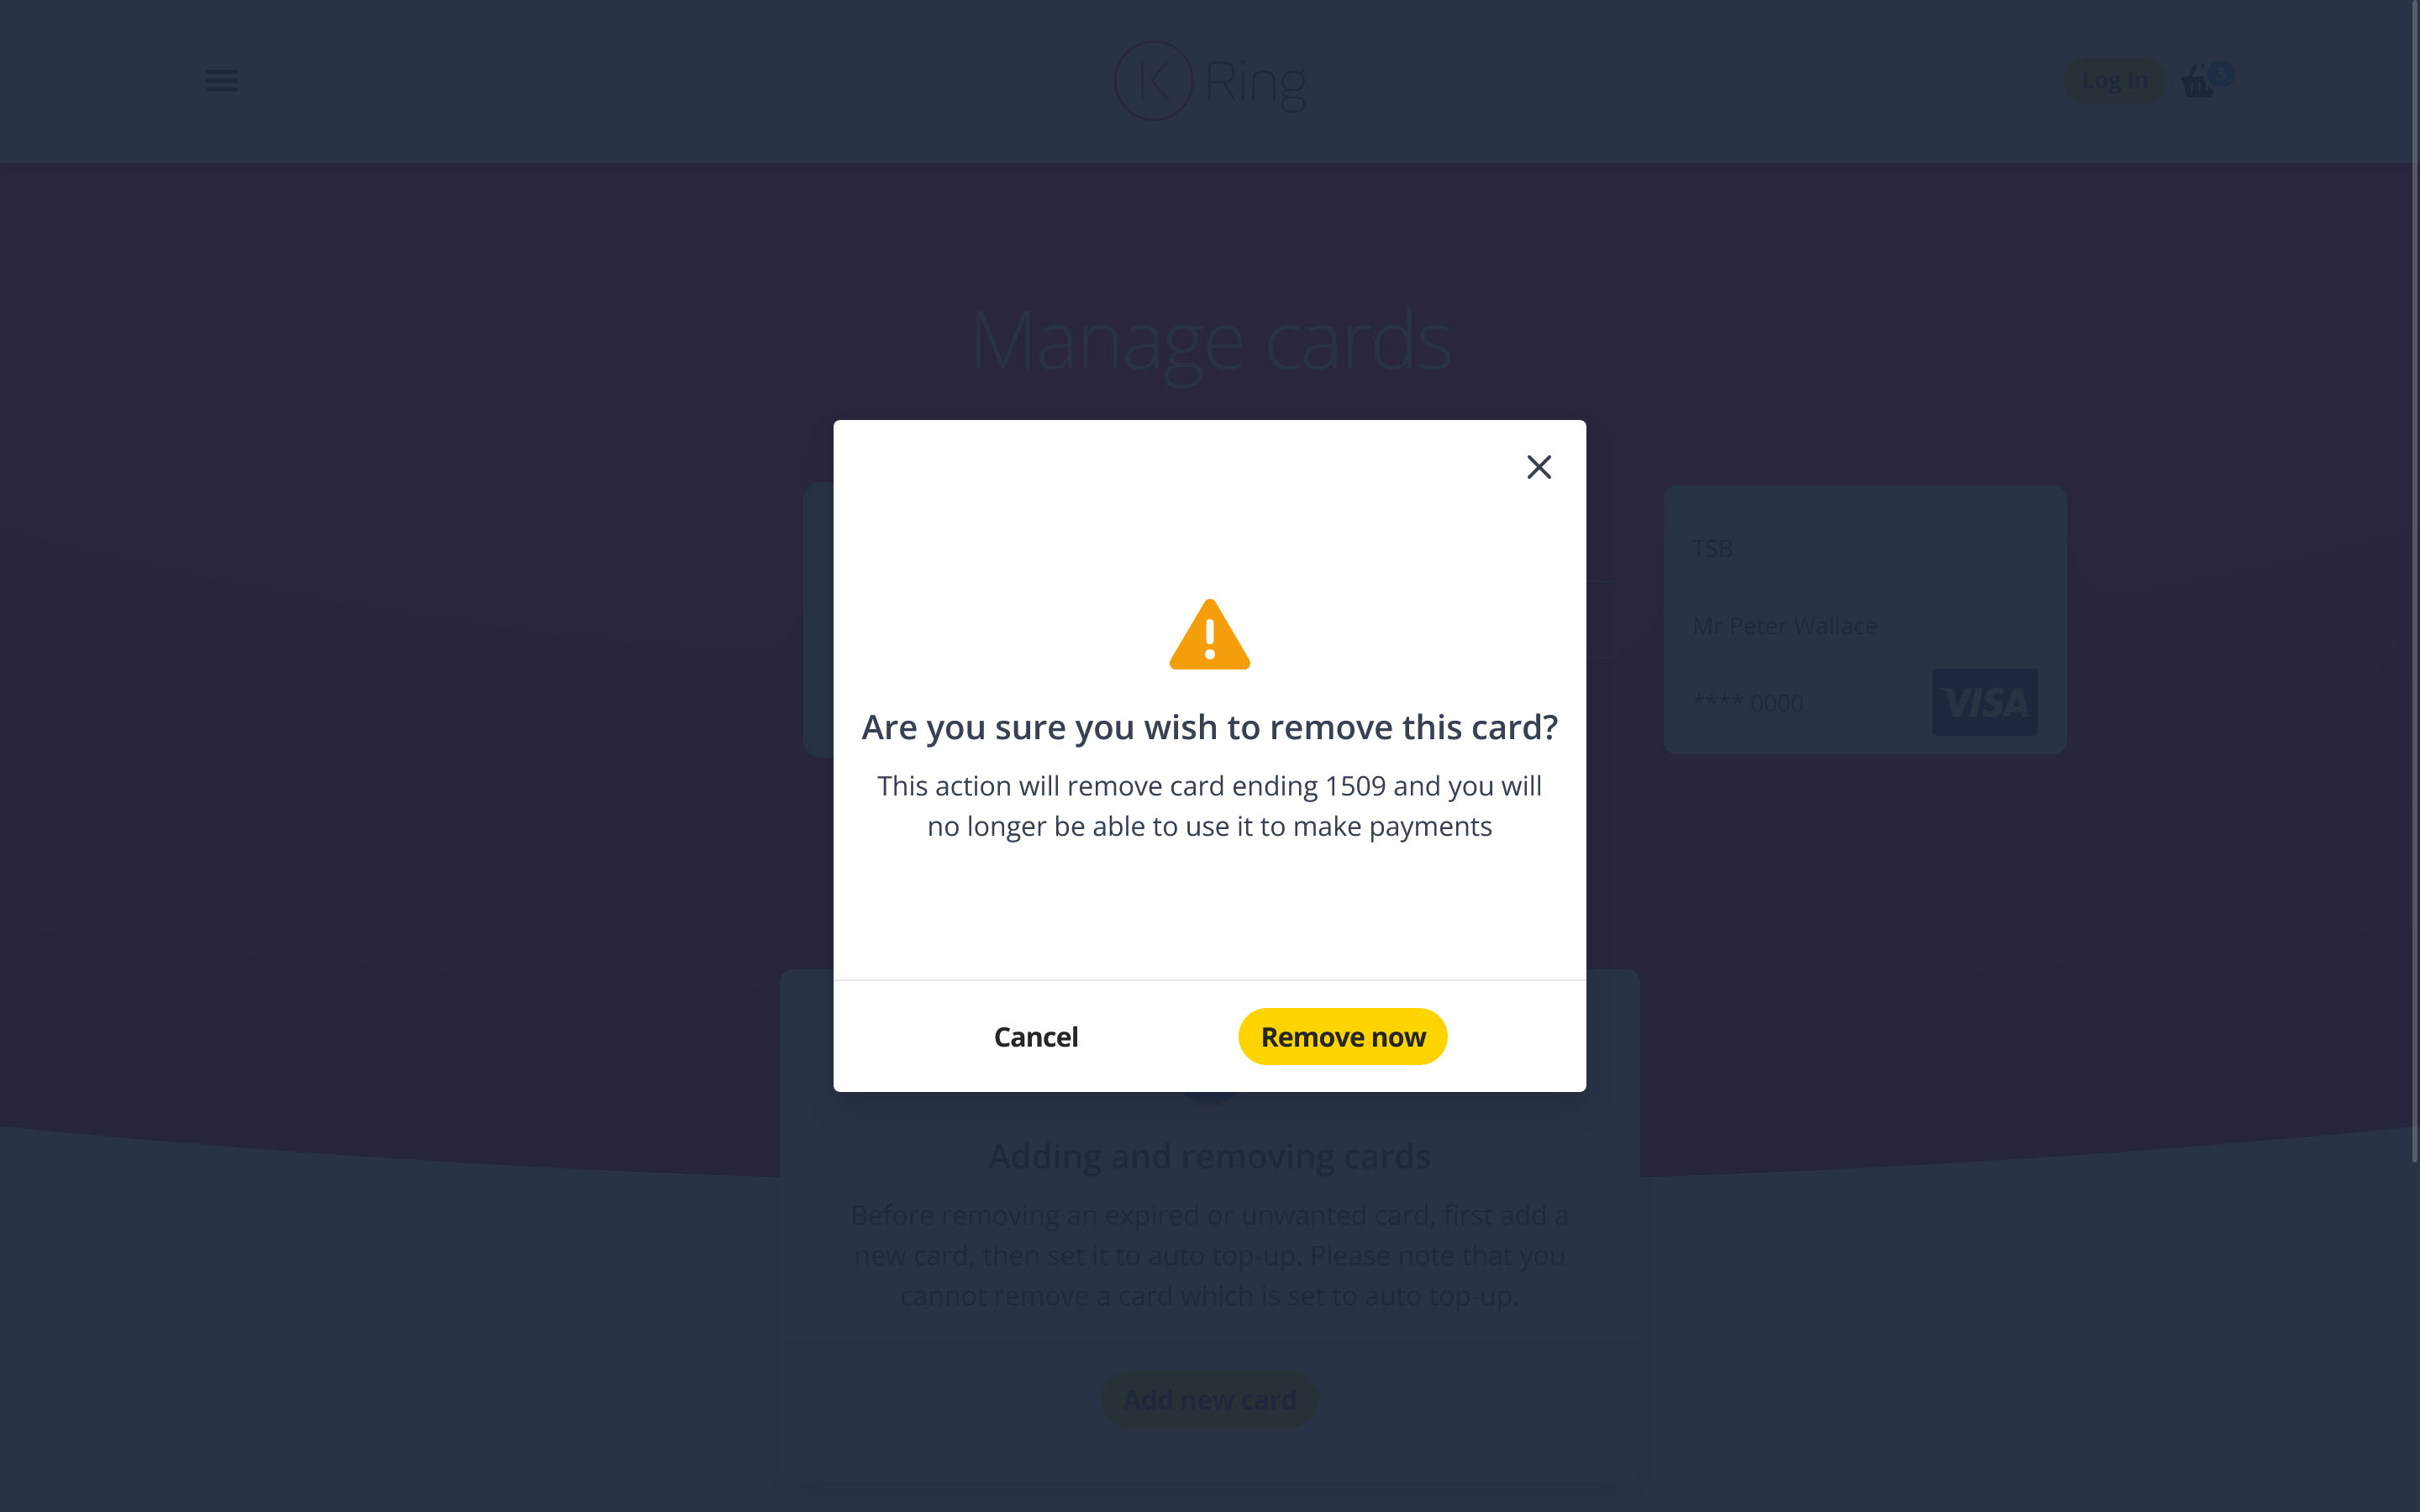 K Ring
Log In
3
Manage cards
TSB
Mr Peter Wallace
**** 0000
VISA
Are you sure you wish to remove this card?
This action will remove card ending 1509 and you will
no longer be able to use it to make payments
Cancel
Remove now
Adding and removing cards
Before removing an expired or unwanted card, first add a
new card, then set it to auto top-up. Please note that you
cannot remove a card which is set to auto top-up.
Add new card